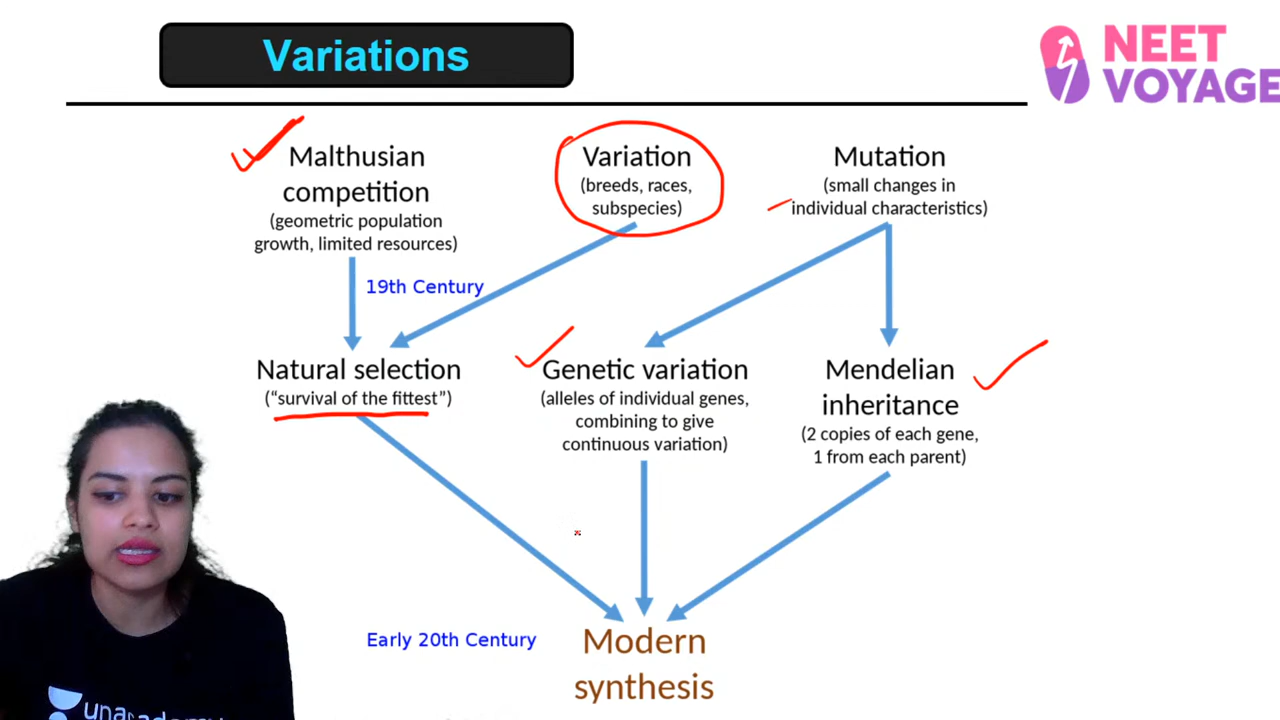 Variations
NEET
VOYAGE
Malthusian
competition
(geometric population
growth, limited resources)
Variation
(breeds, races,
subspecies)
Mutation
(small changes in
individual characteristics)
19th Century
Natural selection
(“survival of the fittest”)
Genetic variation
(alleles of individual genes,
combining to give
continuous variation)
Mendelian
inheritance
(2 copies of each gene,
1 from each parent)
Early 20th Century
Modern
synthesis
unacademy